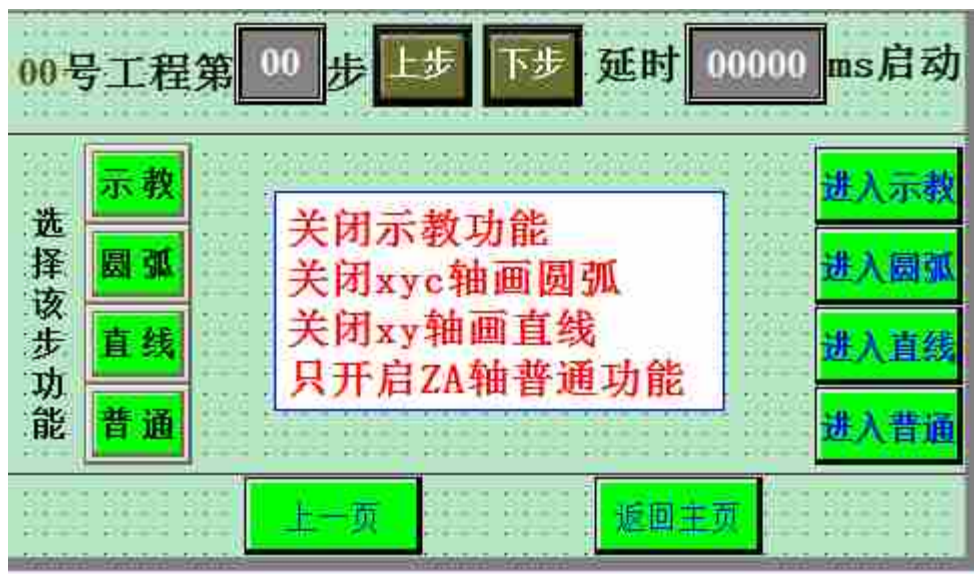 00号工程第 00 步 上步 下步 延时 00000 ms启动
选择该步功能
示教
圆弧
直线
普通
关闭示教功能
关闭xyc轴画圆弧
关闭xy轴画直线
只开启ZA轴普通功能
进入示教
进入圆弧
进入直线
进入普通
上一页
返回主页